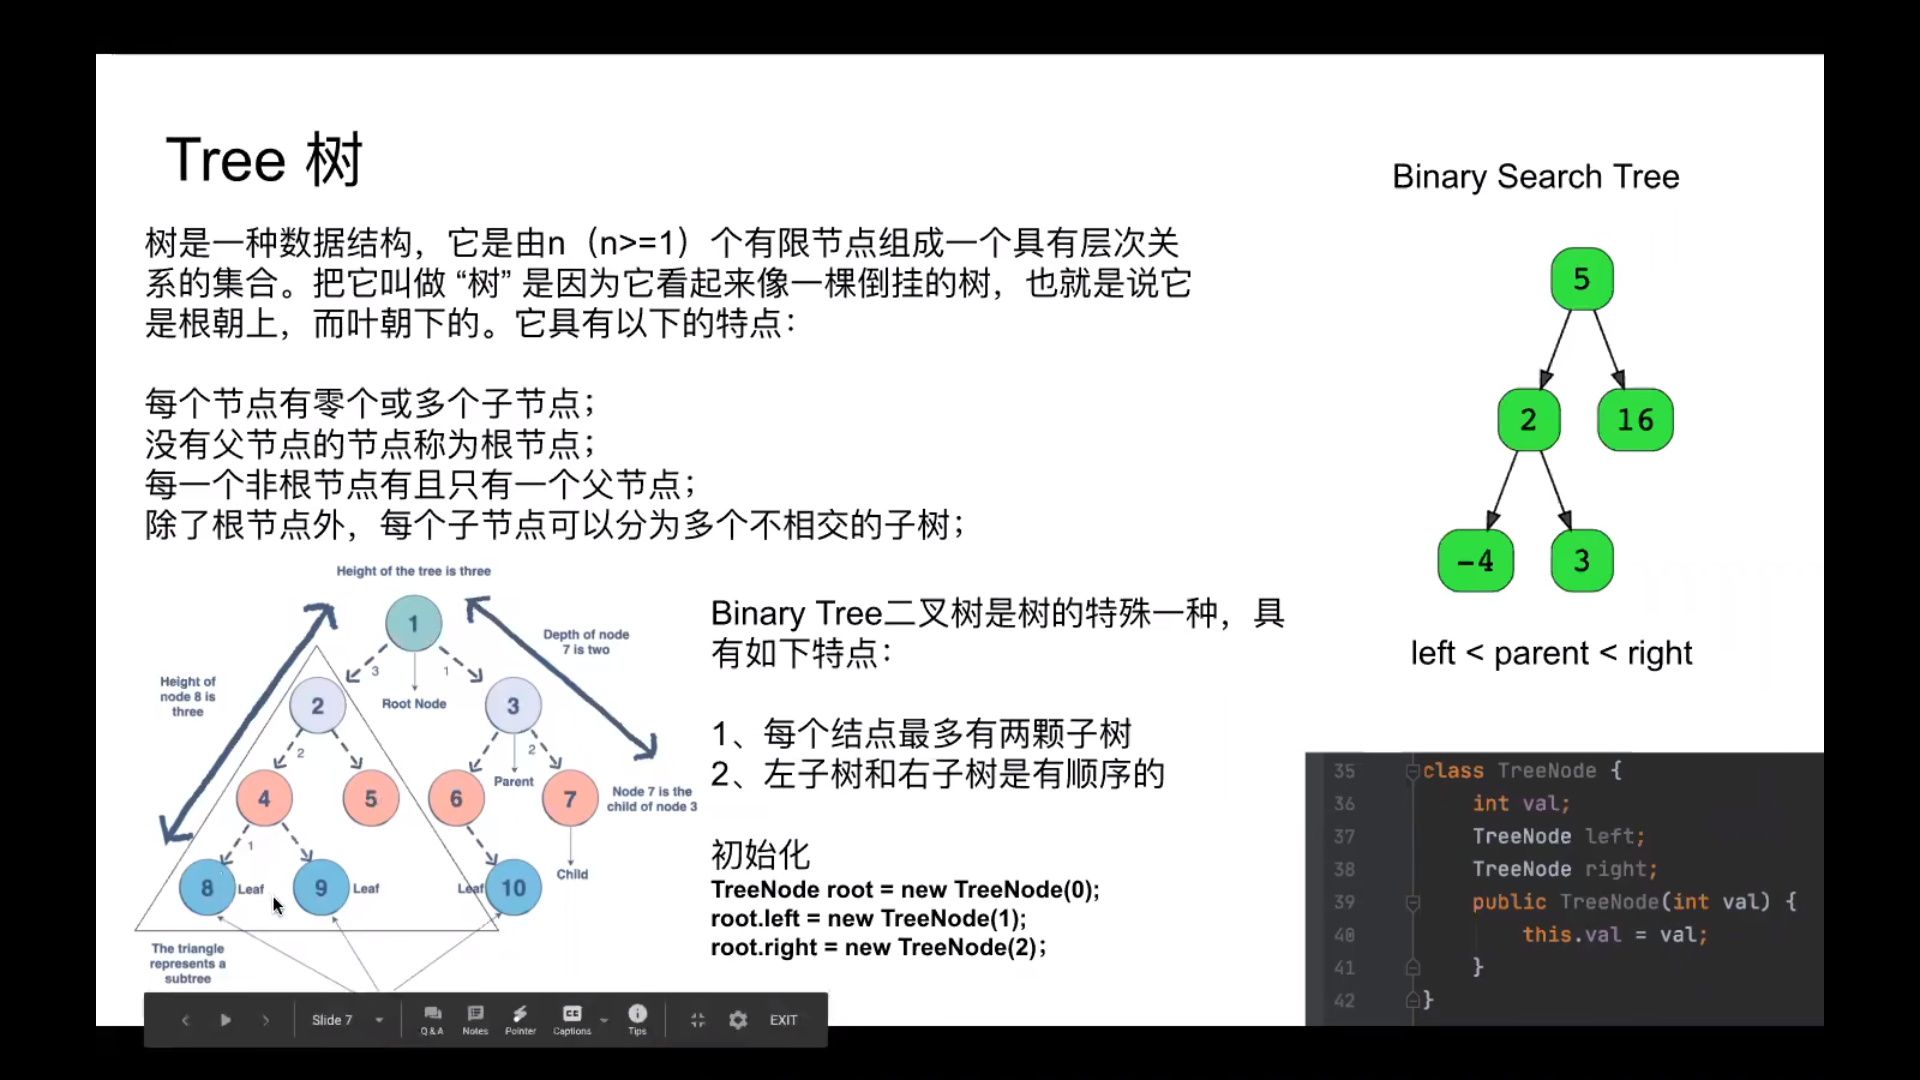 Tree 树
树是一种数据结构，它是由n（n>=1）个有限节点组成一个具有层次关
系的集合。把它叫做 “树” 是因为它看起来像一棵倒挂的树，也就是说它
是根朝上，而叶朝下的。它具有以下的特点：
每个节点有零个或多个子节点；
没有父节点的节点称为根节点；
每一个非根节点有且只有一个父节点；
除了根节点外，每个子节点可以分为多个不相交的子树；
Height of the tree is three
1
Depth of node
7 is two
3
1
Height of
node 8 is
three
2
Root Node
3
2
2
Parent
4
5
6
7
Node 7 is the
child of node 3
1
8
Leaf
9
Leaf
Leaf
10
Child
The triangle
represents a
subtree
Binary Tree二叉树是树的特殊一种，具
有如下特点：
1、每个结点最多有两颗子树
2、左子树和右子树是有顺序的
初始化
TreeNode root = new TreeNode(0);
root.left = new TreeNode(1);
root.right = new TreeNode(2);
Binary Search Tree
5
2
16
-4
3
left < parent < right
35 class TreeNode {
36 int val;
37 TreeNode left;
38 TreeNode right;
39 public TreeNode(int val) {
40 this.val = val;
41 }
42 }
Slide 7
Q&A
Notes
Pointer
CC
Captions
Tips
EXIT